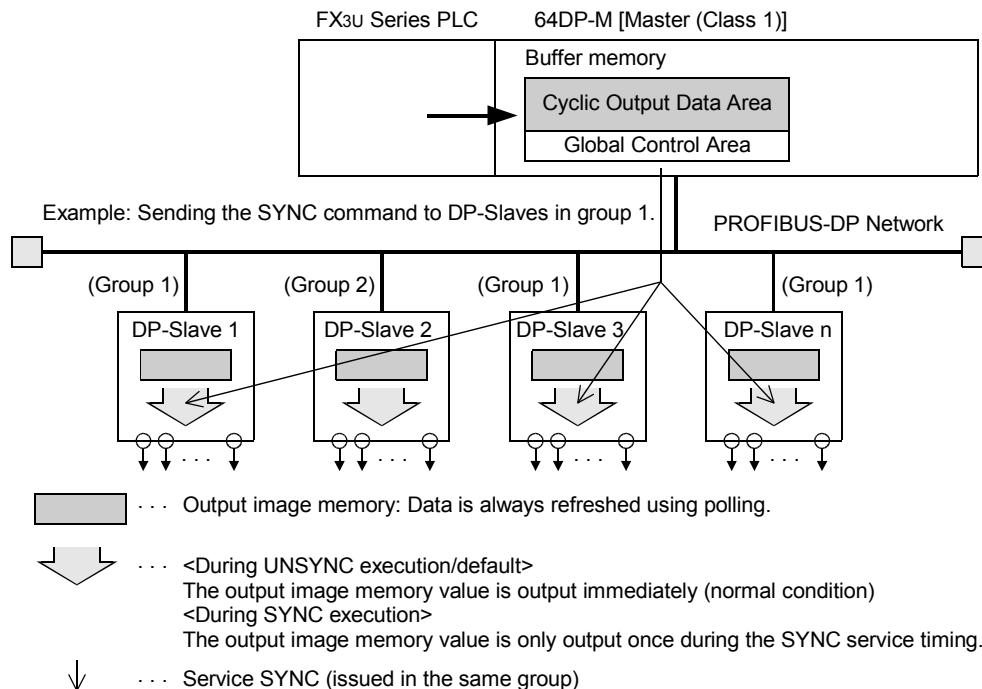 FX3U Series PLC
64DP-M [Master (Class 1)]
Buffer memory
Cyclic Output Data Area
Global Control Area
Example: Sending the SYNC command to DP-Slaves in group 1.
PROFIBUS-DP Network
(Group 1)
(Group 2)
(Group 1)
(Group 1)
DP-Slave 1
DP-Slave 2
DP-Slave 3
DP-Slave n
· · ·
· · ·
· · ·
· · ·
· · · Output image memory: Data is always refreshed using polling.
· · · <During UNSYNC execution/default>
The output image memory value is output immediately (normal condition)
<During SYNC execution>
The output image memory value is only output once during the SYNC service timing.
· · · Service SYNC (issued in the same group)